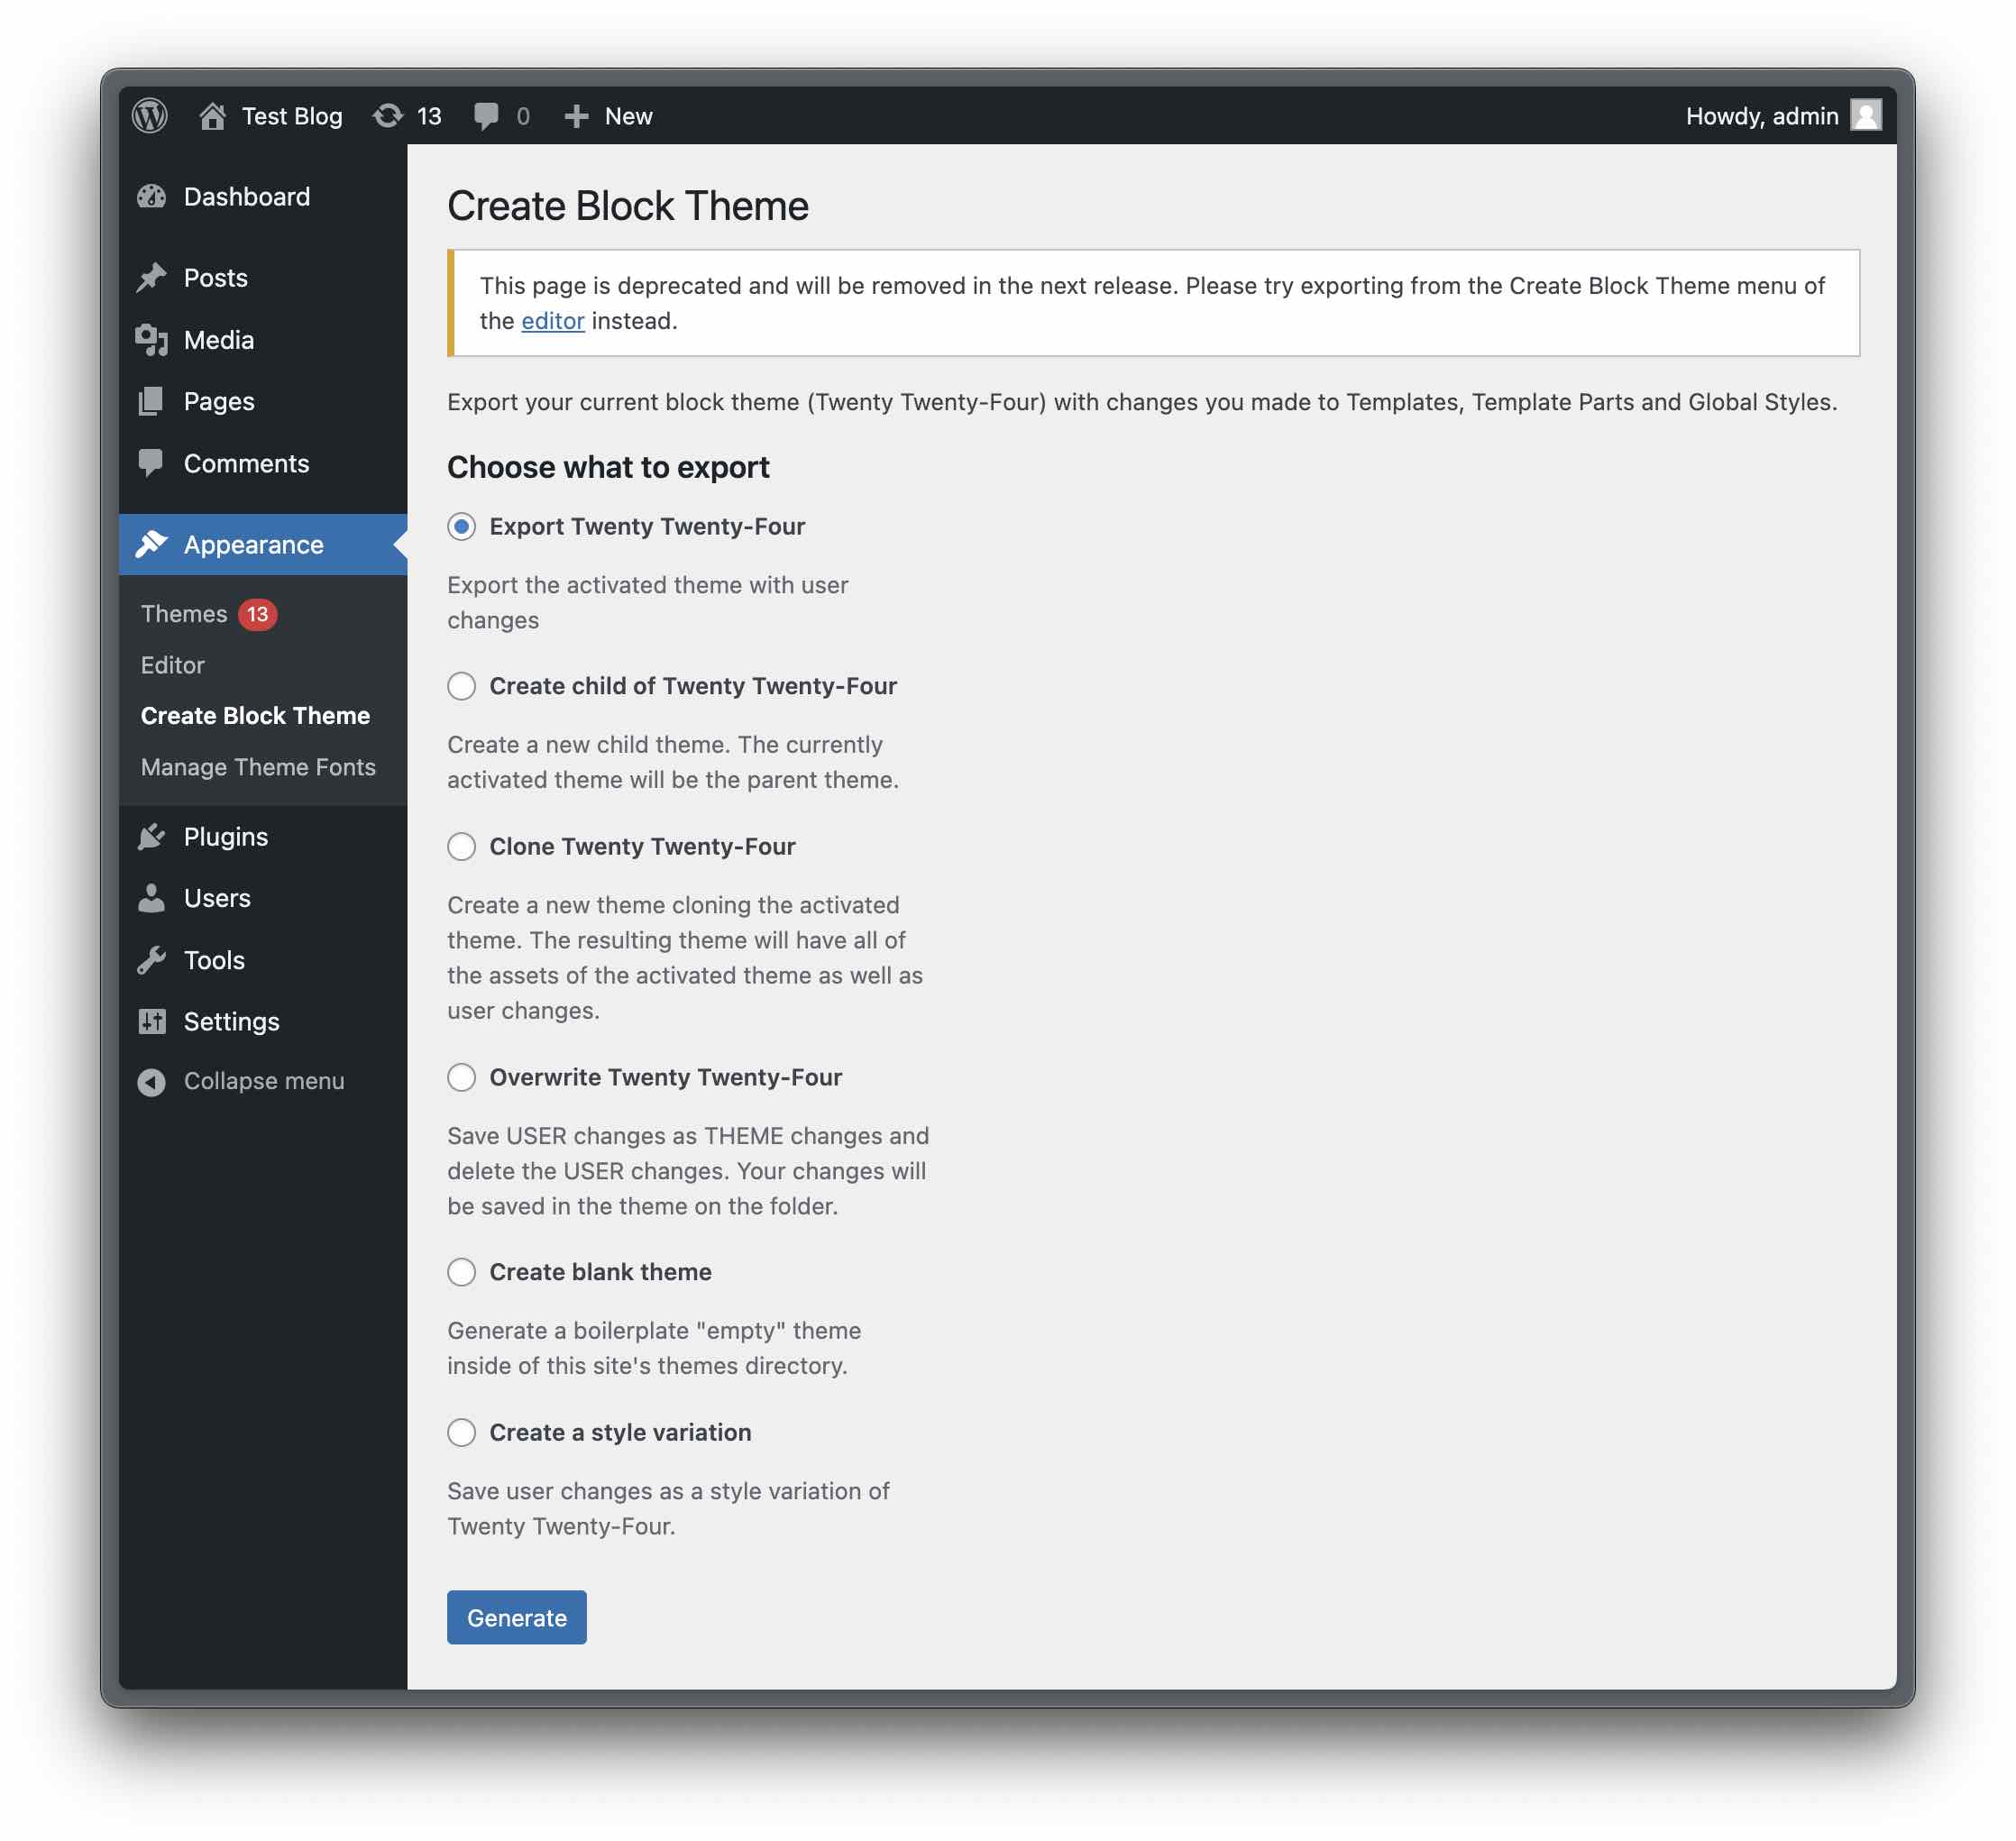 Test Blog 13 0 New Howdy, admin
Dashboard
Posts
Media
Pages
Comments
Appearance
Themes 13
Editor
Create Block Theme
Manage Theme Fonts
Plugins
Users
Tools
Settings
Collapse menu
Create Block Theme
This page is deprecated and will be removed in the next release. Please try exporting from the Create Block Theme menu of
the editor instead.
Export your current block theme (Twenty Twenty-Four) with changes you made to Templates, Template Parts and Global Styles.
Choose what to export
Export Twenty Twenty-Four
Export the activated theme with user
changes
Create child of Twenty Twenty-Four
Create a new child theme. The currently
activated theme will be the parent theme.
Clone Twenty Twenty-Four
Create a new theme cloning the activated
theme. The resulting theme will have all of
the assets of the activated theme as well as
user changes.
Overwrite Twenty Twenty-Four
Save USER changes as THEME changes and
delete the USER changes. Your changes will
be saved in the theme on the folder.
Create blank theme
Generate a boilerplate "empty" theme
inside of this site's themes directory.
Create a style variation
Save user changes as a style variation of
Twenty Twenty-Four.
Generate